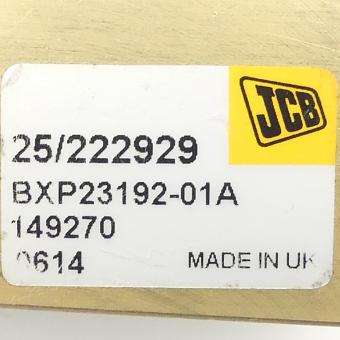 JCB
25/222929
BXP23192-01A
149270
0614 MADE IN UK